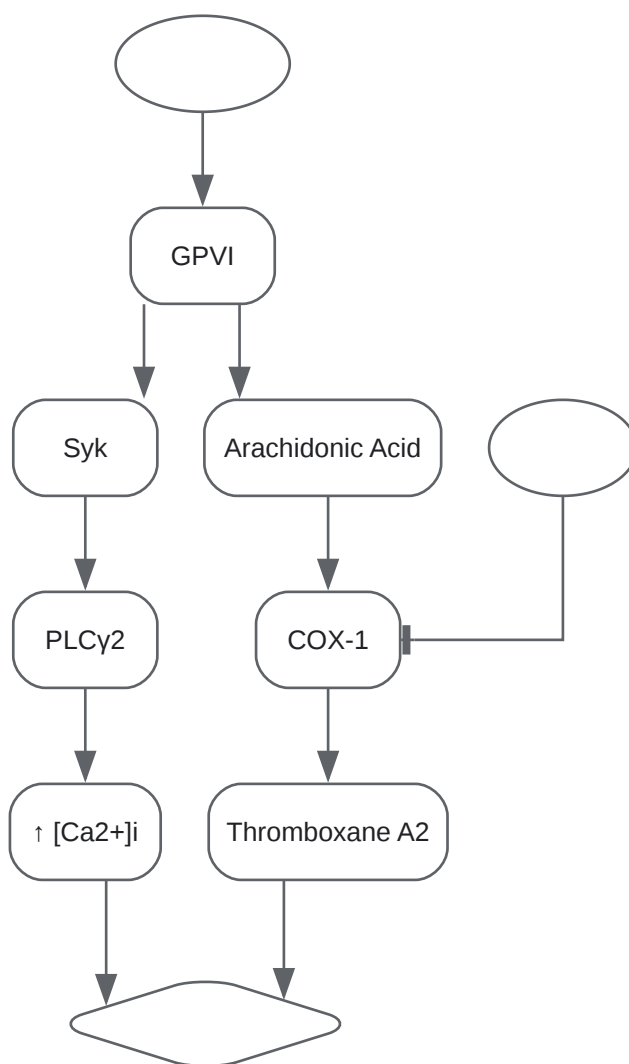 GPVI
Syk
Arachidonic Acid
PLCγ2
COX-1
↑ [Ca2+]i
Thromboxane A2